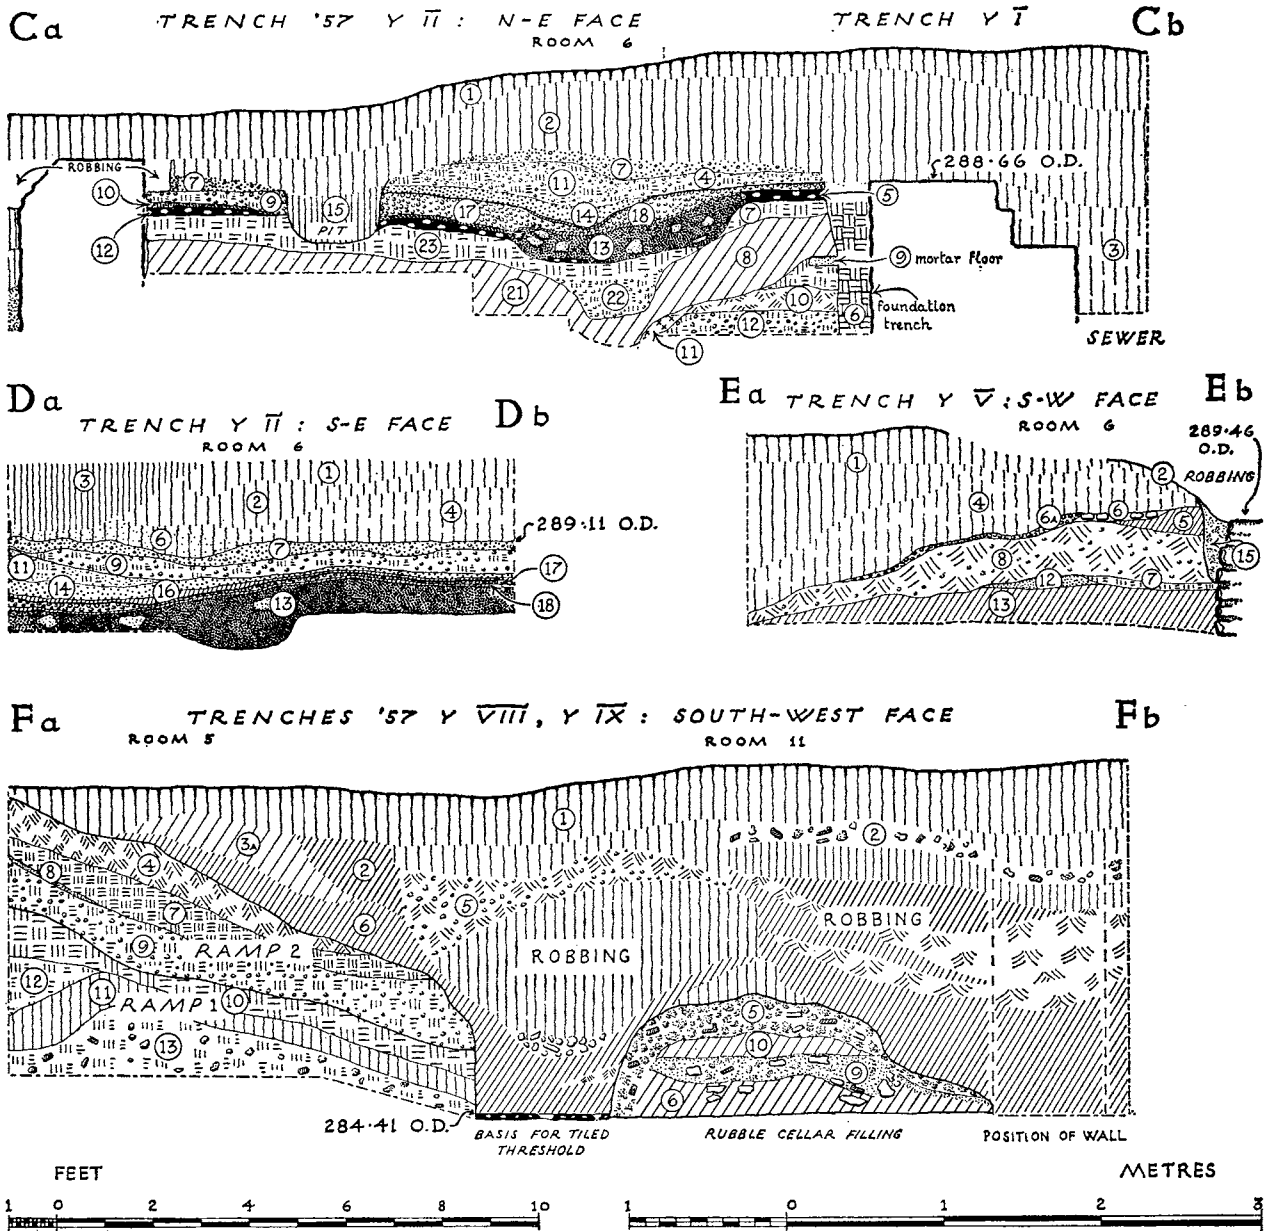 Ca TRENCH '57 Y II : N-E FACE TRENCH Y I Cb
ROOM 6
1
2
ROBBING
288·66 O.D.
7 7 4
10 9 11 5
15 17 14 18 7
PIT
12 23 13 8 9 mortar floor
3
21 22 10 foundation
12 6 trench
11
SEWER
Da TRENCH Y II : S-E FACE Db
ROOM 6
3 1
2 4
289·11 O.D.
6 7
11 9 17
14 16 13 18
Ea TRENCH Y V : S-W FACE Eb
ROOM 6
289·46
O.D.
1 2 ROBBING
4 6A 6 5
8 15
12 7
13
Fa TRENCHES '57 Y VIII, Y IX : SOUTH-WEST FACE Fb
ROOM 5 ROOM 11
1
3A 2
4 2
8 5
7 6 ROBBING
9 RAMP 2 ROBBING
12 11 RAMP 1 10
5
13 10
9
6
284·41 O.D.
BASIS FOR TILED RUBBLE CELLAR FILLING POSITION OF WALL
THRESHOLD
FEET METRES
1 0 2 4 6 8 10 1 0 1 2 3